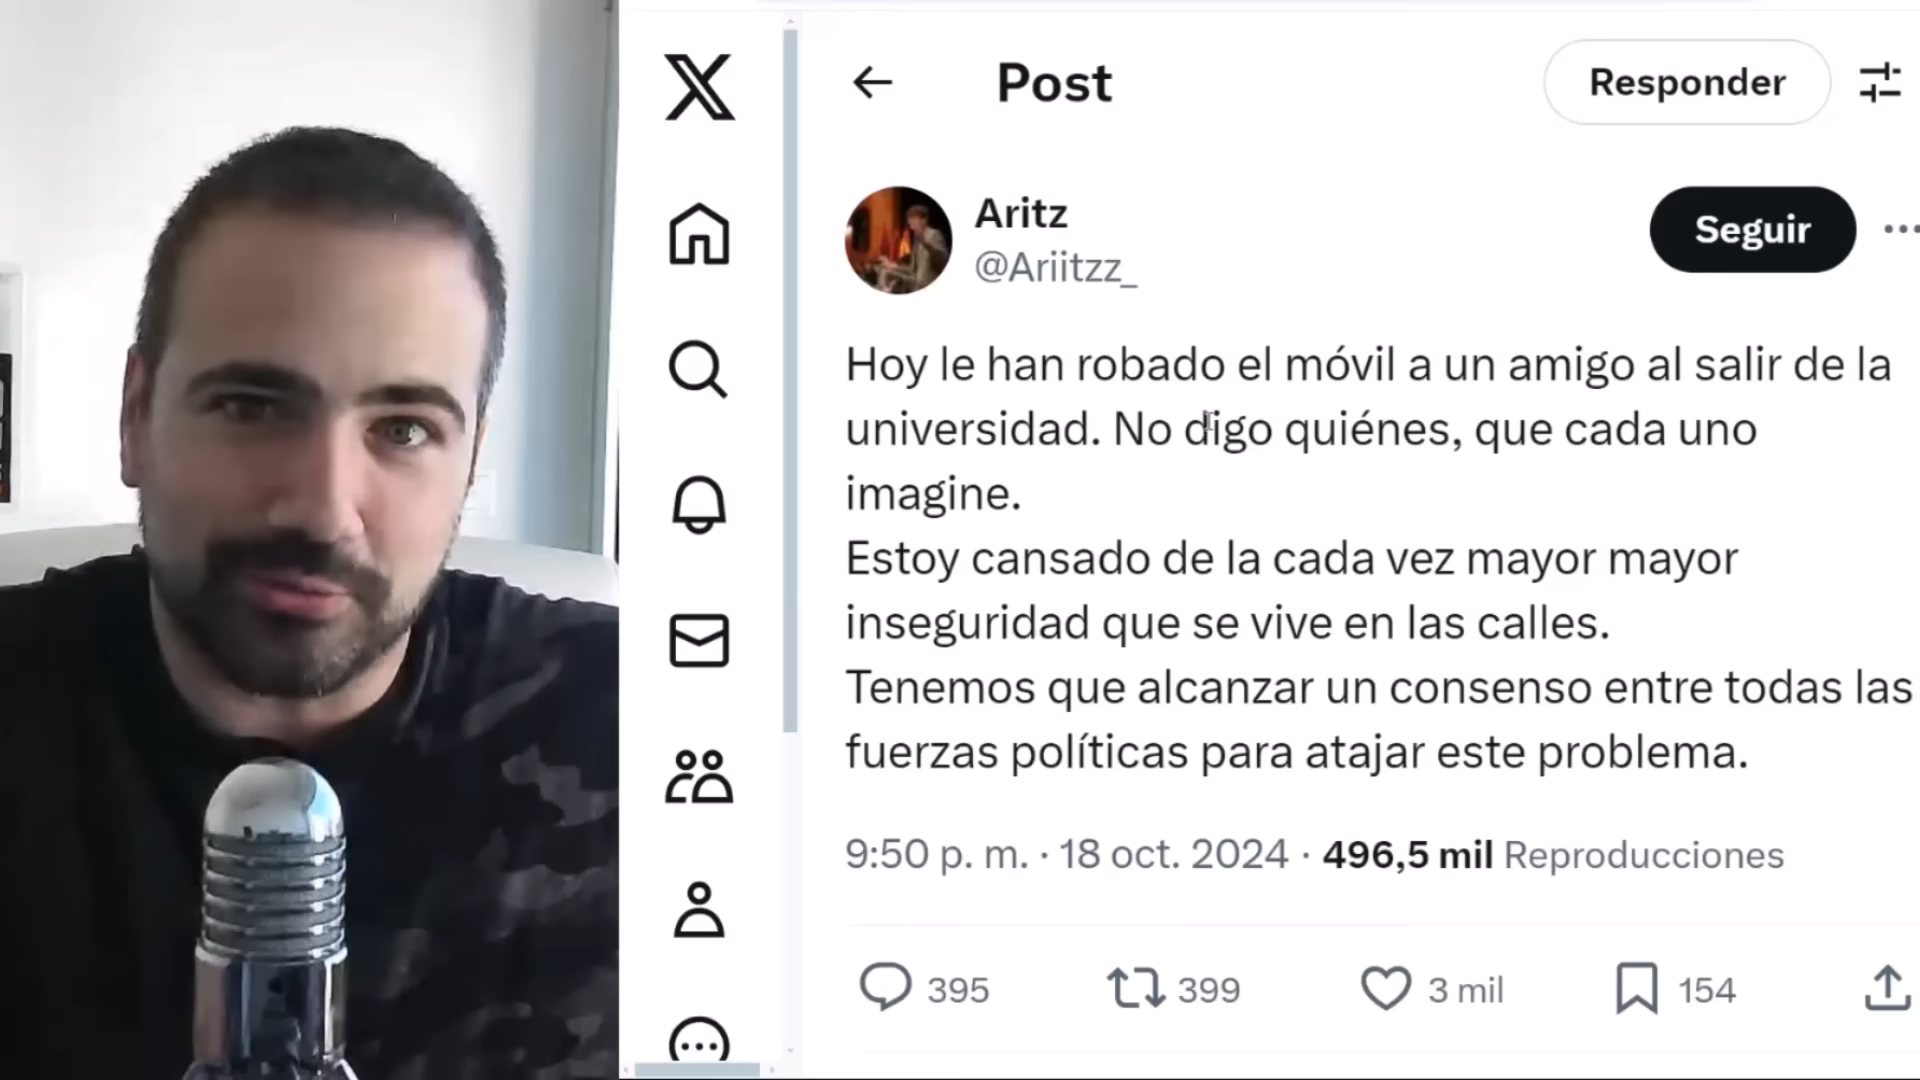 Post
Responder
Aritz
@Ariitzz_
Seguir
Hoy le han robado el móvil a un amigo al salir de la
universidad. No digo quiénes, que cada uno
imagine.
Estoy cansado de la cada vez mayor mayor
inseguridad que se vive en las calles.
Tenemos que alcanzar un consenso entre todas las
fuerzas políticas para atajar este problema.
9:50 p. m. · 18 oct. 2024 · 496,5 mil Reproducciones
395 399 3 mil 154